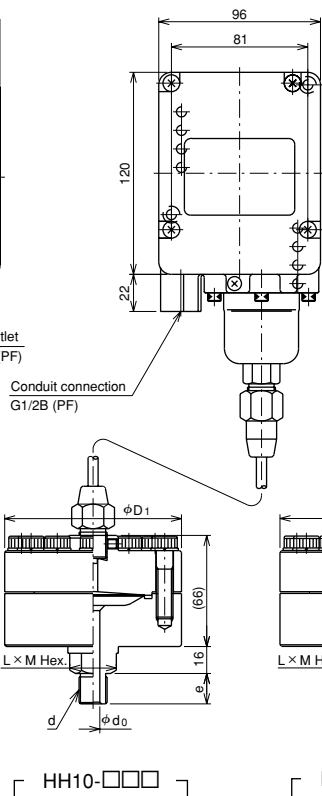 96
81
120
22
tlet
PF)
Conduit connection
G1/2B (PF)
φD1
(66)
L×M Hex.
16
e
d
φd0
L×M H
HH10-□□□